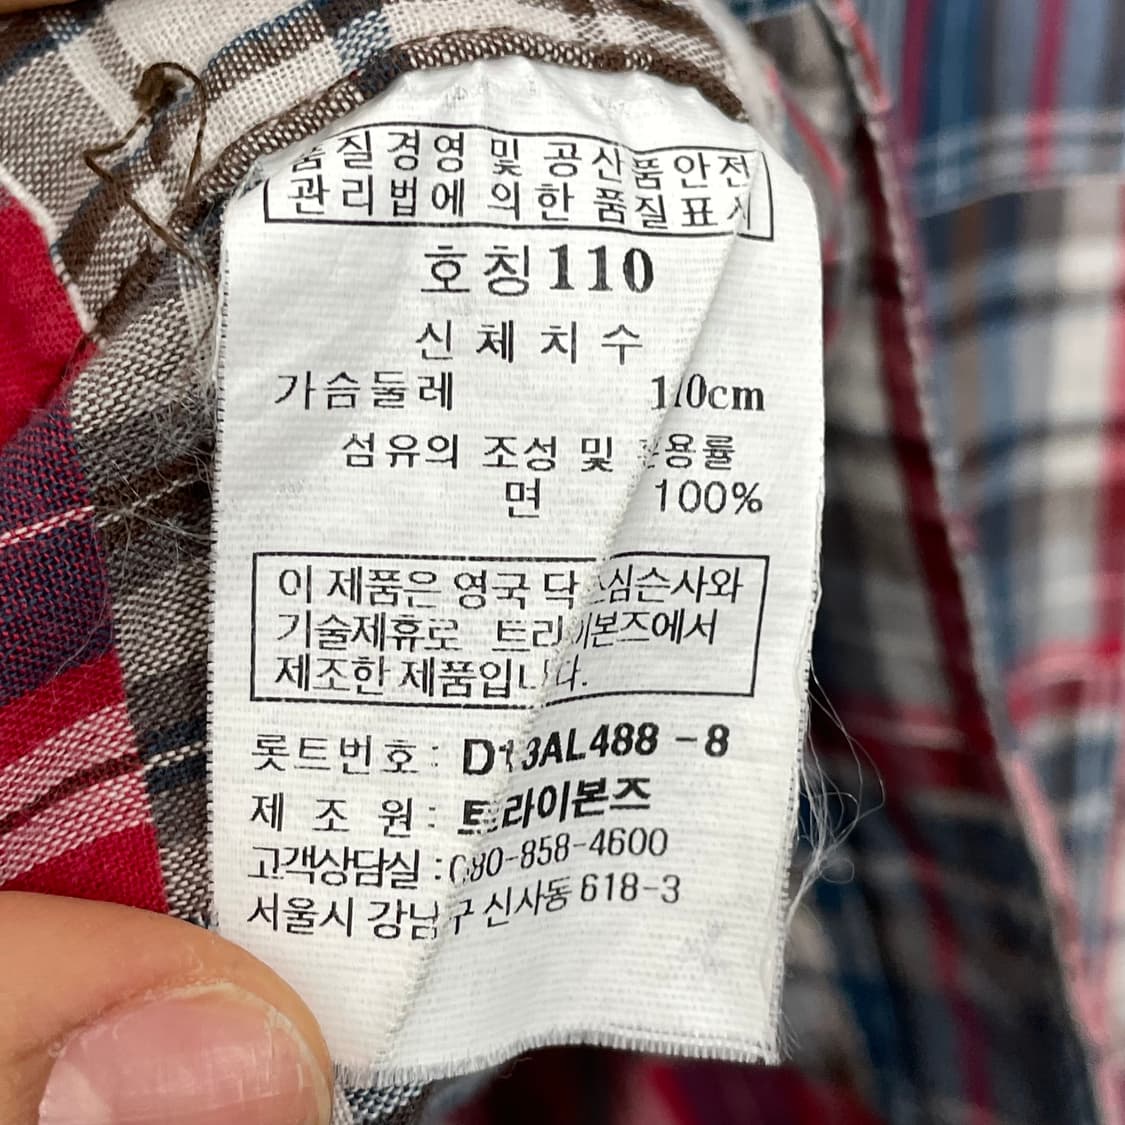 품질경영 및 공산품안전
관리법에 의한 품질표시
호칭110
신체치수
가슴둘레 110cm
섬유의 조성 및 혼용률
면 100%
이 제품은 영국 닥스심슨사와
기술제휴로 트라이본즈에서
제조한 제품입니다.
롯트번호: D13AL488-8
제조원: 트라이본즈
고객상담실:080-858-4600
서울시 강남구 신사동 618-3